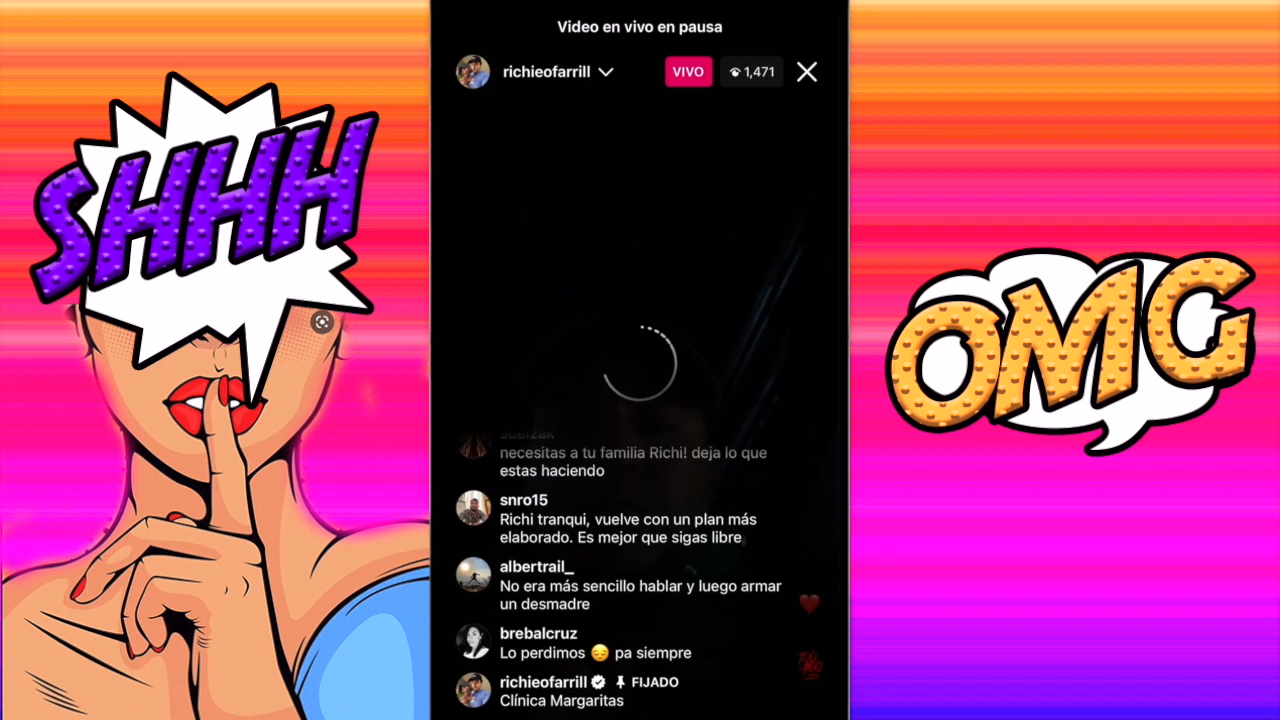 SHHH
OMG
Video en vivo en pausa
richieofarrill
VIVO
1,471
necesitas a tu familia Richi! deja lo que
estas haciendo
snro15
Richi tranqui, vuelve con un plan más
elaborado. Es mejor que sigas libre
albertrail_
No era más sencillo hablar y luego armar
un desmadre
brebalcruz
Lo perdimos 😔 pa siempre
richieofarrill FIJADO
Clínica Margaritas